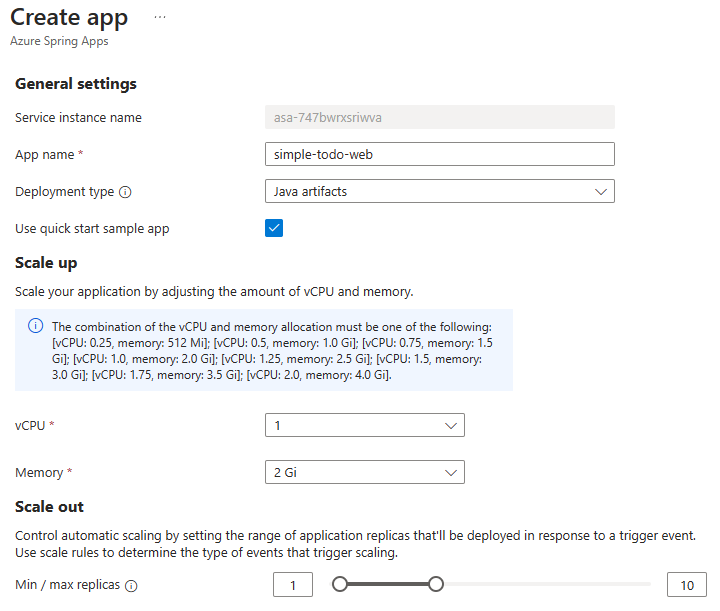 Create app ...
Azure Spring Apps
General settings
Service instance name asa-747bwrxsriwva
App name * simple-todo-web
Deployment type Java artifacts
Use quick start sample app
Scale up
Scale your application by adjusting the amount of vCPU and memory.
The combination of the vCPU and memory allocation must be one of the following:
[vCPU: 0.25, memory: 512 Mi]; [vCPU: 0.5, memory: 1.0 Gi]; [vCPU: 0.75, memory: 1.5
Gi]; [vCPU: 1.0, memory: 2.0 Gi]; [vCPU: 1.25, memory: 2.5 Gi]; [vCPU: 1.5, memory:
3.0 Gi]; [vCPU: 1.75, memory: 3.5 Gi]; [vCPU: 2.0, memory: 4.0 Gi].
vCPU * 1
Memory * 2 Gi
Scale out
Control automatic scaling by setting the range of application replicas that'll be deployed in response to a trigger event.
Use scale rules to determine the type of events that trigger scaling.
Min / max replicas 1 10